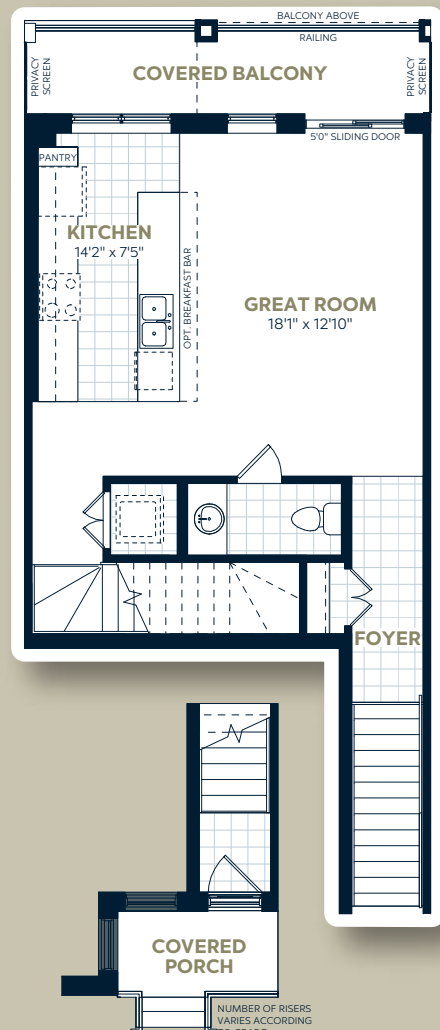 BALCONY ABOVE
RAILING
PRIVACY
SCREEN
COVERED BALCONY
PRIVACY
SCREEN
5'0" SLIDING DOOR
PANTRY
KITCHEN
14'2" x 7'5"
OPT. BREAKFAST BAR
GREAT ROOM
18'1" x 12'10"
FOYER
COVERED
PORCH
NUMBER OF RISERS
VARIES ACCORDING